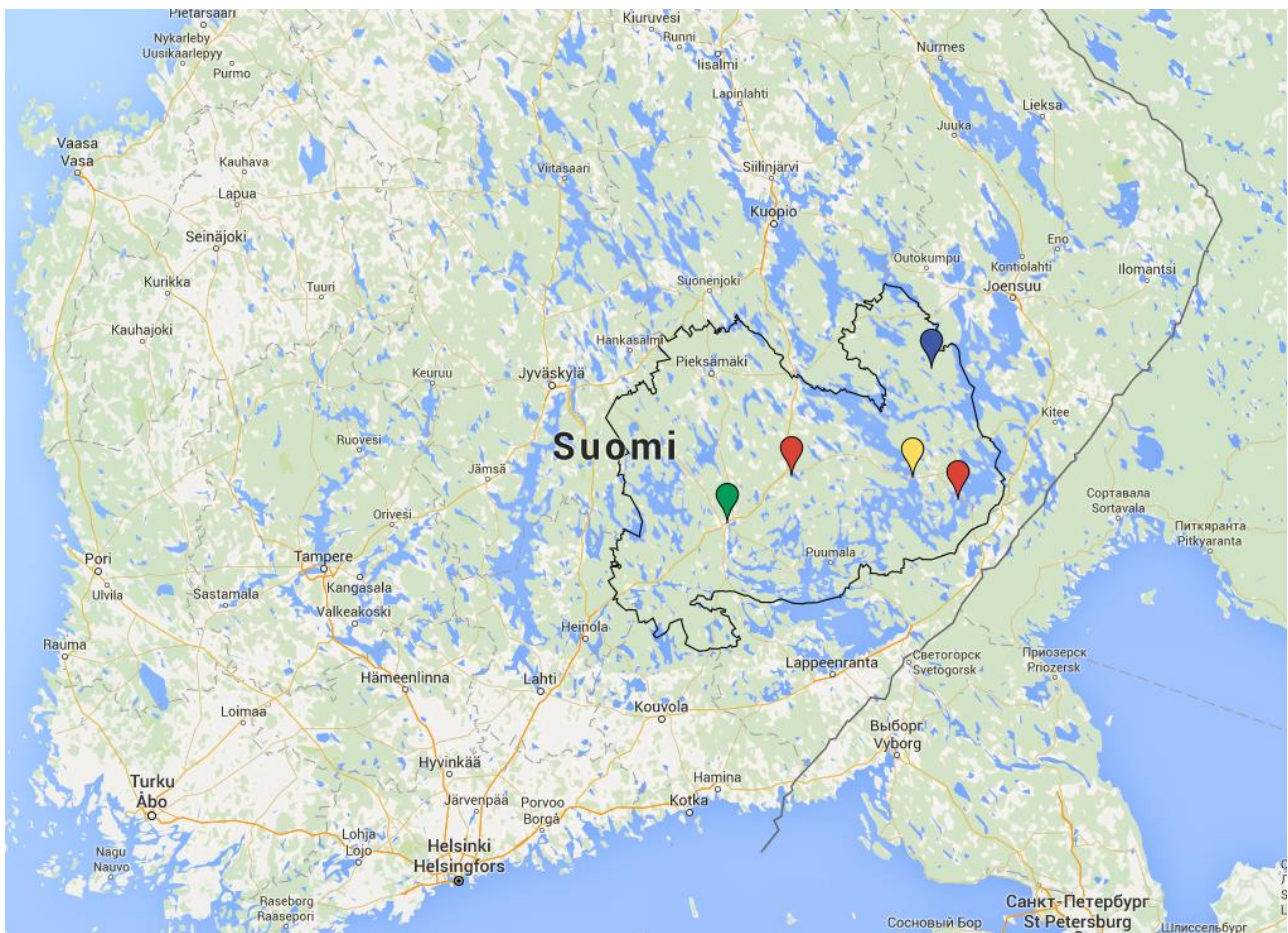 Pietarsaari
Nykarleby
Uusikaarlepyy
Purmo
Kiuruvesi
Runni
Iisalmi
Nurmes
Lapinlahti
Lieksa
Juuka
Vaasa
Vasa
Kauhava
Lapua
Viitasaari
Siilinjärvi
Kuopio
Seinäjoki
Eno
Outokumpu
Kontiolahti
Ilomantsi
Joensuu
Kurikka
Tuuri
Suonenjoki
Kauhajoki
Hankasalmi
Pieksämäki
Keuruu
Jyväskylä
Kitee
Ruovesi
Suomi
Jämsä
Сортавала
Sortavala
Orivesi
Питкяранта
Pitkyaranta
Pori
Ulvila
Tampere
Puumala
Kangasala
Sastamala
Valkeakoski
Heinola
Rauma
Светогорск
Svetogorsk
Приозерск
Priozersk
Lappeenranta
Hämeenlinna
Lahti
Loimaa
Kouvola
Выборг
Vyborg
Hyvinkää
Hamina
Turku
Åbo
Järvenpää
Porvoo
Borgå
Kotka
Lohja
Lojo
Helsinki
Helsingfors
Nagu
Nauvo
Raseborg
Raasepori
Санкт-Петербург
St Petersburg
Сосновый Бор
Шлиссельбург